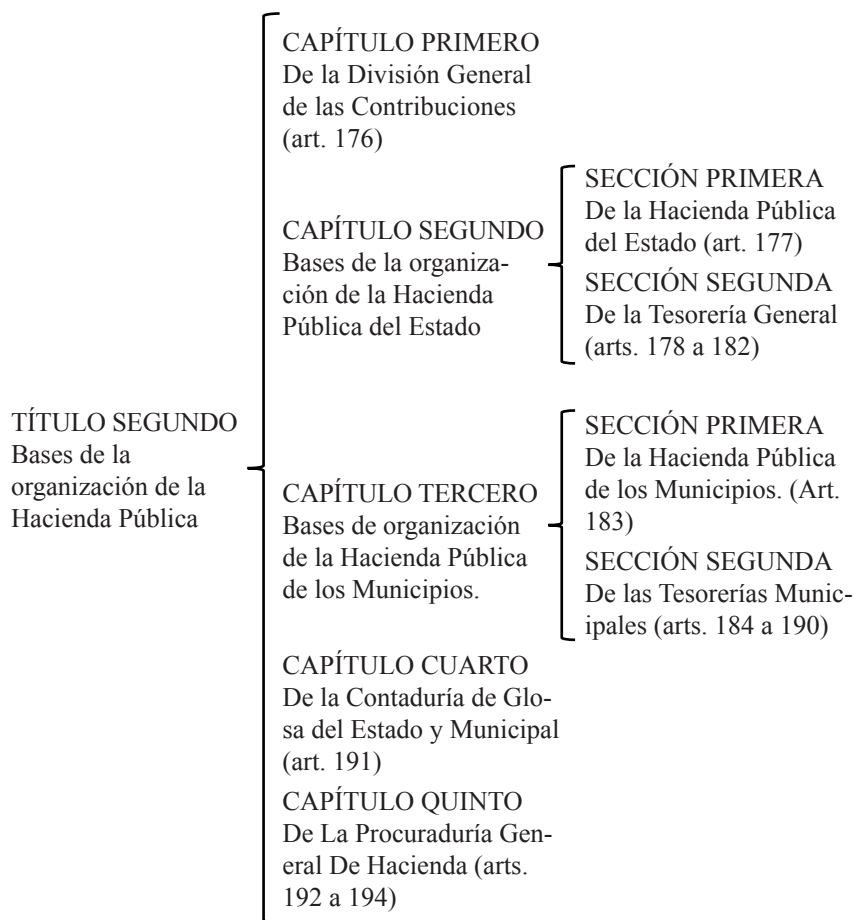 TÍTULO SEGUNDO
Bases de la
organización de la
Hacienda Pública
CAPÍTULO PRIMERO
De la División General
de las Contribuciones
(art. 176)
CAPÍTULO SEGUNDO
Bases de la organiza-
ción de la Hacienda
Pública del Estado
SECCIÓN PRIMERA
De la Hacienda Pública
del Estado (art. 177)
SECCIÓN SEGUNDA
De la Tesorería General
(arts. 178 a 182)
CAPÍTULO TERCERO
Bases de organización
de la Hacienda Pública
de los Municipios.
SECCIÓN PRIMERA
De la Hacienda Pública
de los Municipios. (Art.
183)
SECCIÓN SEGUNDA
De las Tesorerías Munic-
ipales (arts. 184 a 190)
CAPÍTULO CUARTO
De la Contaduría de Glo-
sa del Estado y Municipal
(art. 191)
CAPÍTULO QUINTO
De La Procuraduría Gen-
eral De Hacienda (arts.
192 a 194)